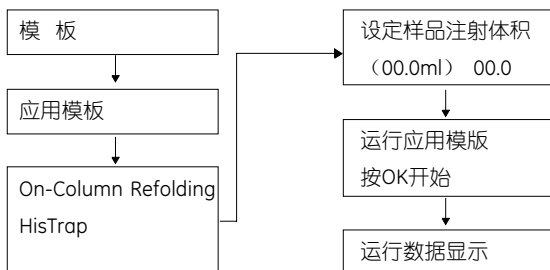 模 板
应用模板
On-Column Refolding
HisTrap
设定样品注射体积
（00.0ml） 00.0
运行应用模版
按OK开始
运行数据显示